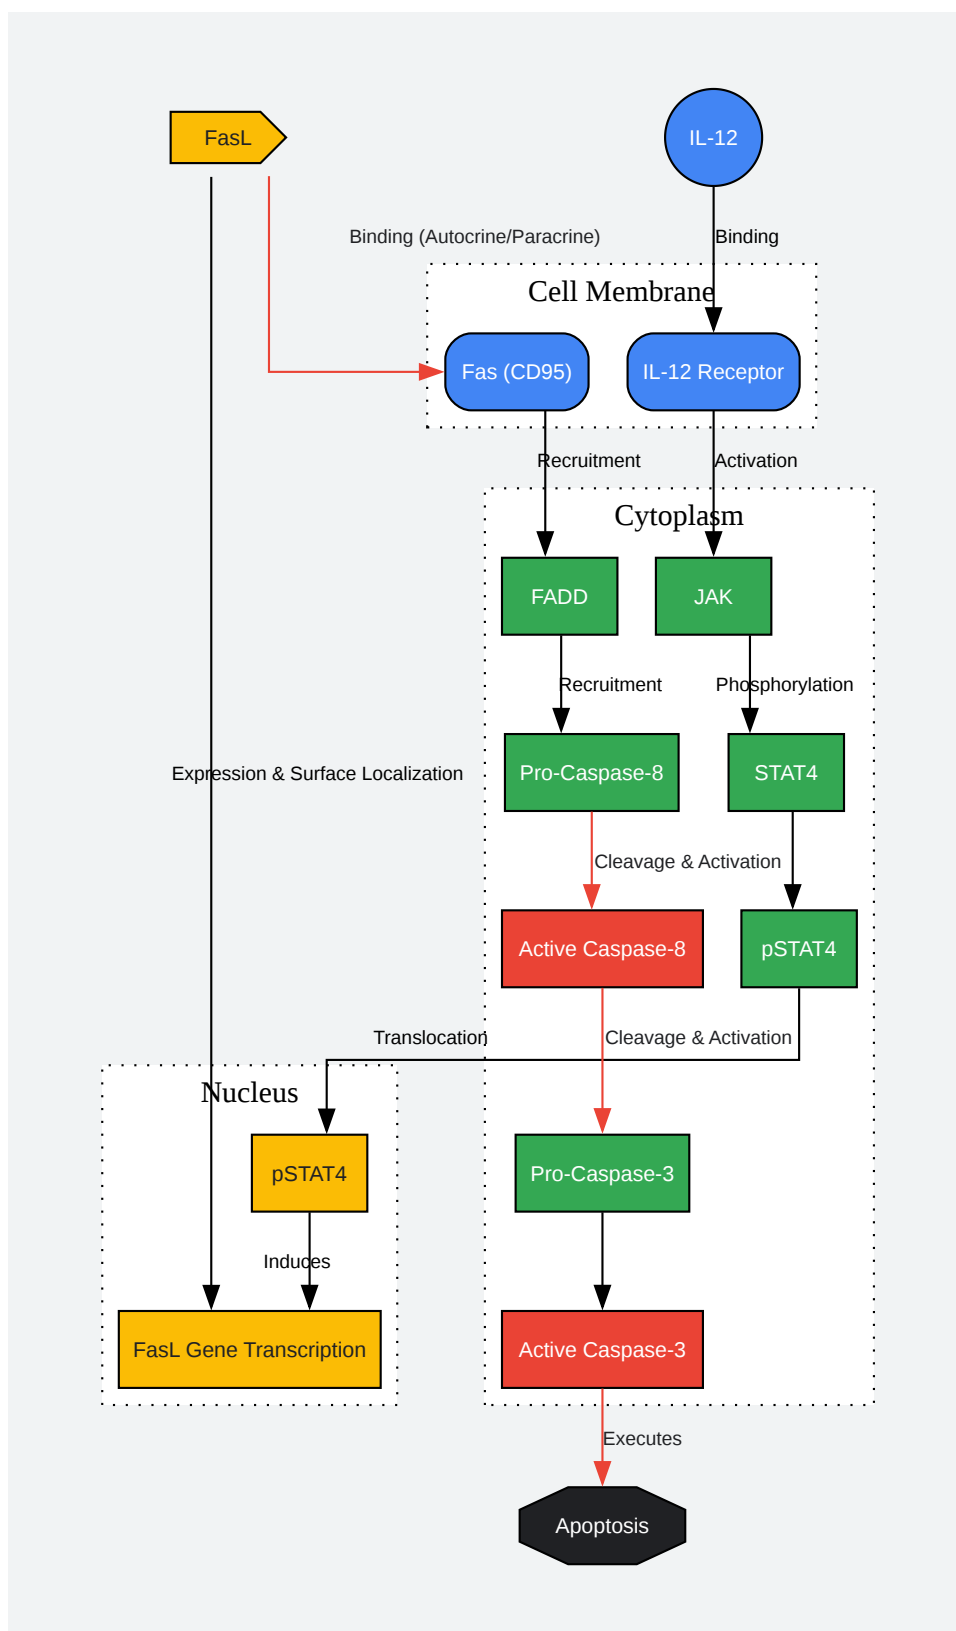 FasL
IL-12
Binding (Autocrine/Paracrine)
Binding
Cell Membrane
Fas (CD95)
IL-12 Receptor
Recruitment
Activation
Cytoplasm
FADD
JAK
Recruitment
Phosphorylation
Expression & Surface Localization
Pro-Caspase-8
STAT4
Cleavage & Activation
Active Caspase-8
pSTAT4
Translocation
Cleavage & Activation
Nucleus
pSTAT4
Pro-Caspase-3
Induces
FasL Gene Transcription
Active Caspase-3
Executes
Apoptosis